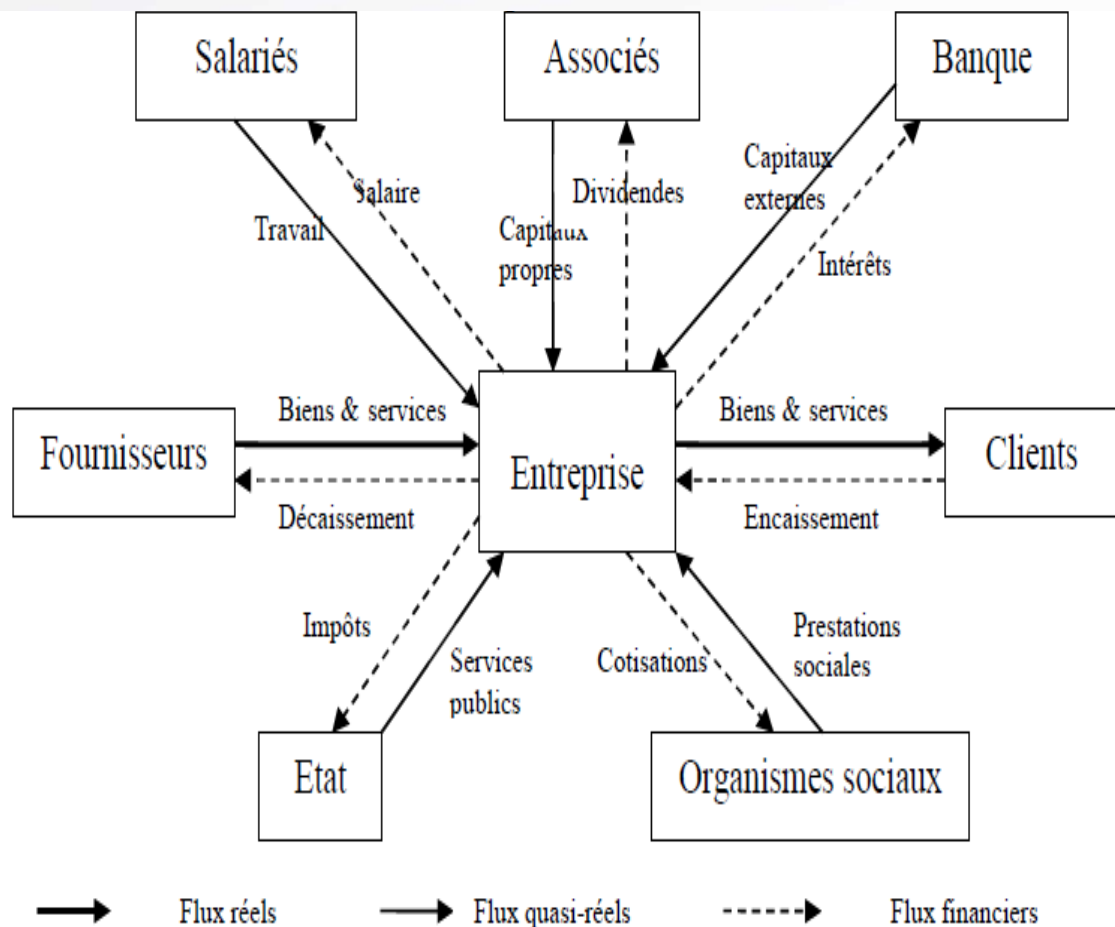 Salariés
Associés
Banque
Capitaux
externes
Salaire
Dividendes
Travail
Capitaux
propres
Intérêts
Biens & services
Biens & services
Fournisseurs
Entreprise
Clients
Décaissement
Encaissement
Impôts
Services
publics
Cotisations
Prestations
sociales
Etat
Organismes sociaux
Flux réels
Flux quasi-réels
Flux financiers